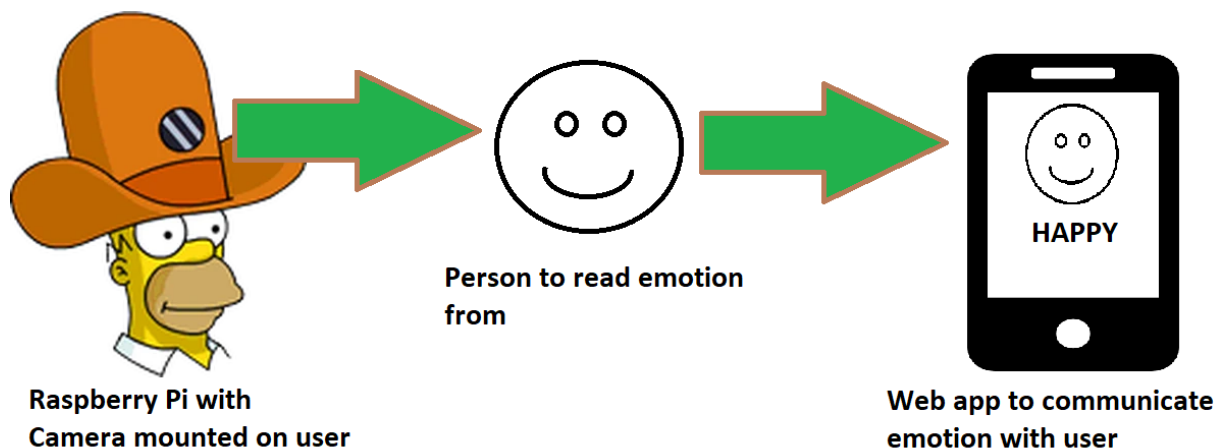 HAPPY
Person to read emotion
from
Raspberry Pi with
Camera mounted on user
Web app to communicate
emotion with user